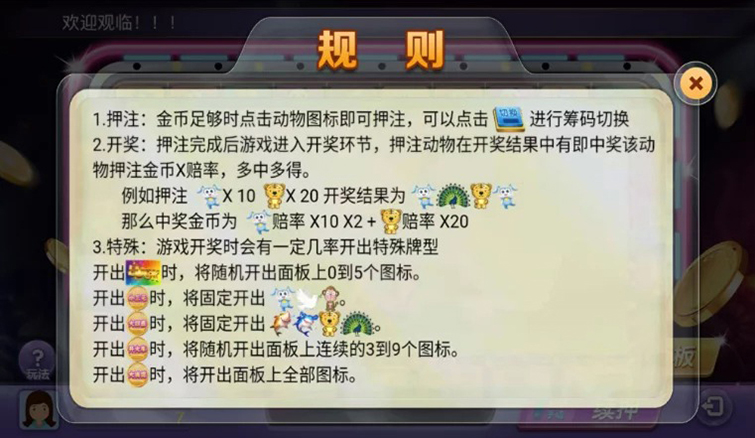 欢迎观临！！！
规 则
1.押注：金币足够时点击动物图标即可押注，可以点击 切换 进行筹码切换
2.开奖：押注完成后游戏进入开奖环节，押注动物在开奖结果中有即中奖该动
物押注金币X赔率，多中多得。
例如押注 X 10 X 20 开奖结果为
那么中奖金币为 赔率 X10 X2 + 赔率 X20
3.特殊：游戏开奖时会有一定几率开出特殊牌型
开出 时，将随机开出面板上0到5个图标。
开出 时，将固定开出 。
开出 时，将固定开出 。
开出 时，将随机开出面板上连续的3到9个图标。
开出 时，将开出面板上全部图标。
?
玩法
板
续押